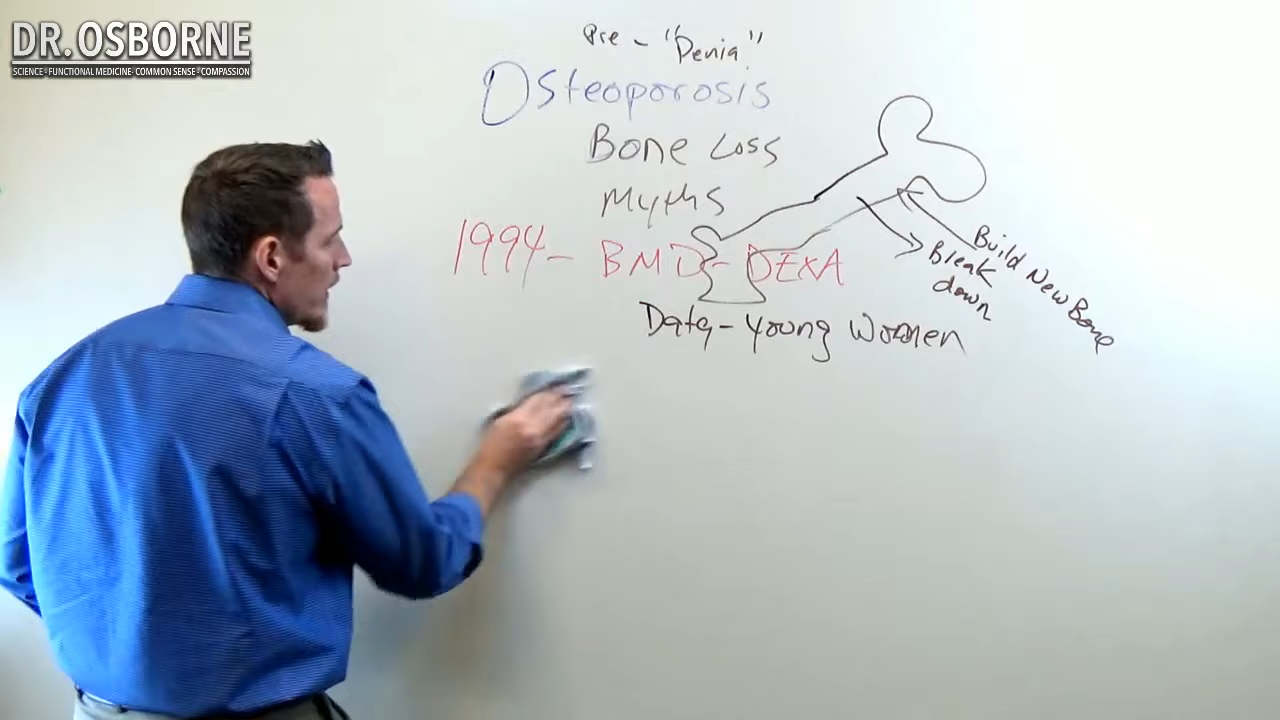 DR. OSBORNE
SCIENCE - FUNCTIONAL MEDICINE - COMMON SENSE - COMPASSION
Pre - "Penia"
Osteoporosis
Bone Loss
Myths
1994 - BMD - DEXA
Data - Young Women
Build New Bone
Break
down